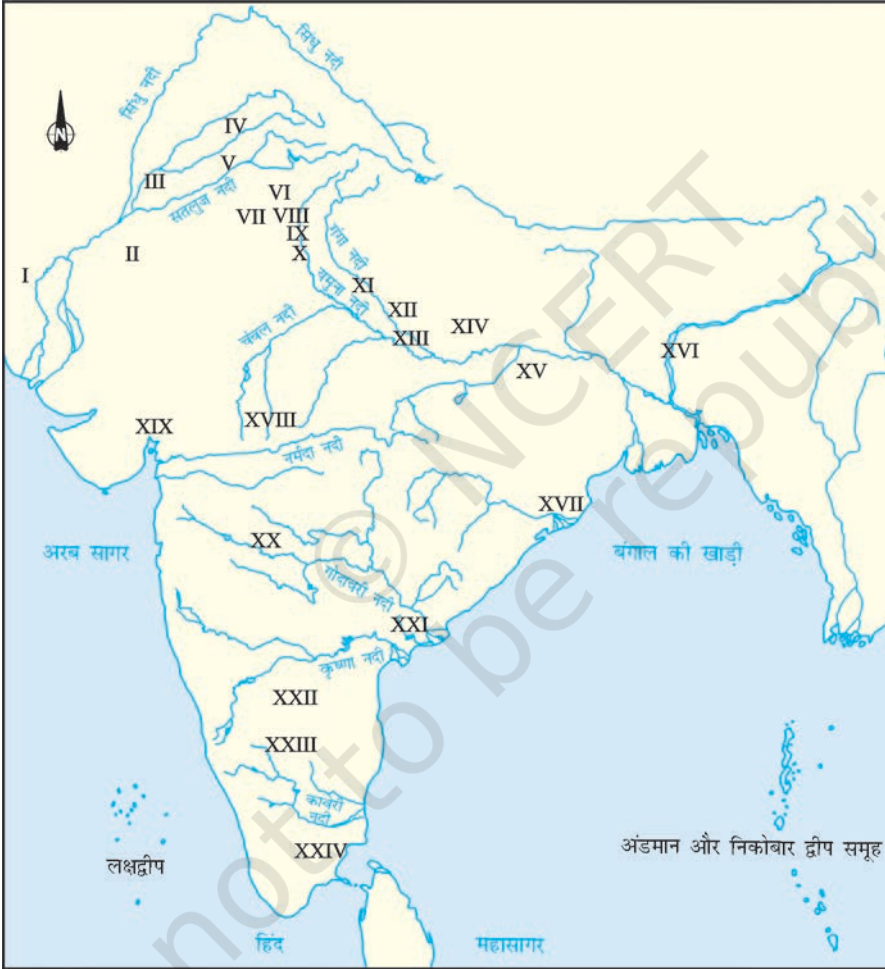 सिंधु नदी
सिंधु नदी
N
IV
V
III
सतलुज नदी
VI
VII VIII
IX
X
I
II
गंगा नदी
यमुना नदी
XI
XII
XIII
XIV
चंबल नदी
XV
XVI
XVIII
XIX
नर्मदा नदी
XVII
XX
अरब सागर
बंगाल की खाड़ी
गोदावरी नदी
XXI
कृष्णा नदी
XXII
XXIII
कावेरी
नदी
XXIV
लक्षद्वीप
अंडमान और निकोबार द्वीप समूह
हिंद
महासागर
© NCERT
not to be republi